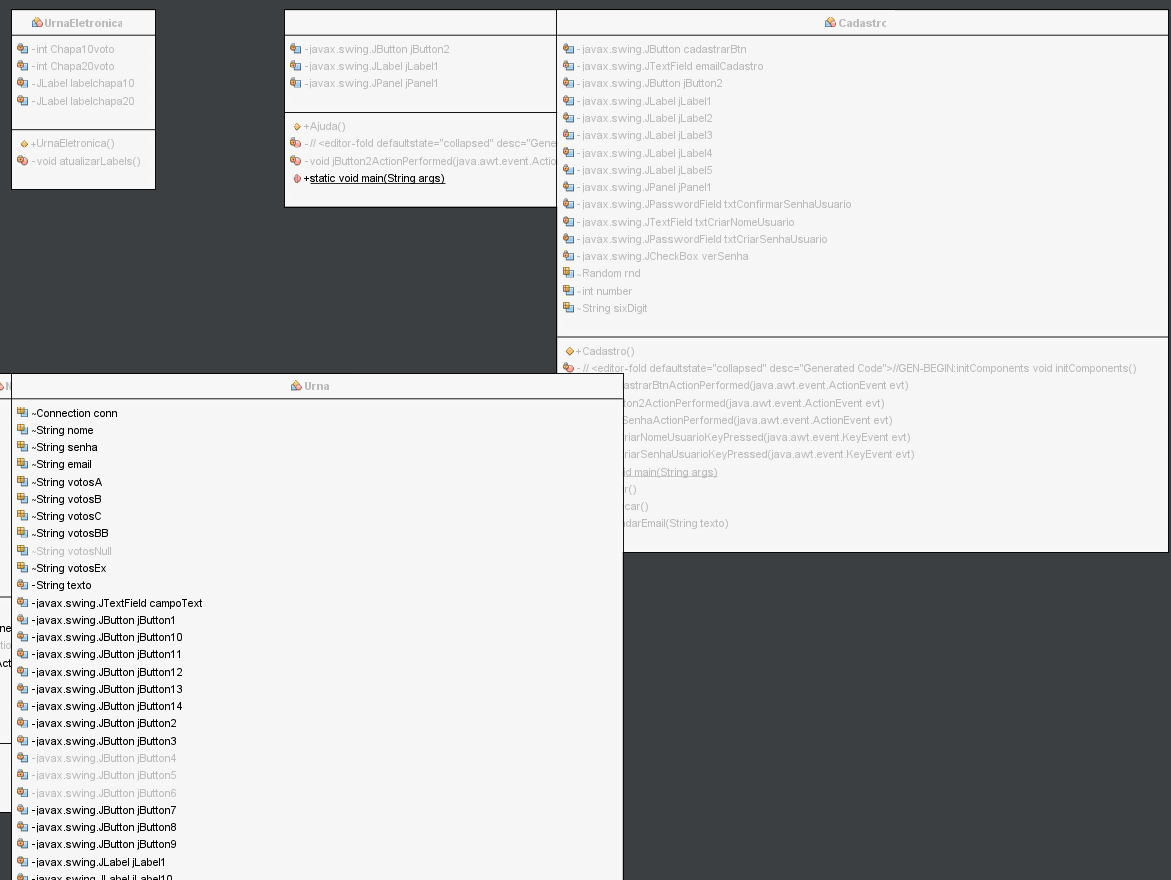 UrnaEletronica
-int Chapa10voto
-int Chapa20voto
-JLabel labelchapa10
-JLabel labelchapa20
+UrnaEletronica()
-void atualizarLabels()
-javax.swing.JButton jButton2
-javax.swing.JLabel jLabel1
-javax.swing.JPanel jPanel1
+Ajuda()
-// <editor-fold defaultstate="collapsed" desc="Gene
-void jButton2ActionPerformed(java.awt.event.Actio
+static void main(String args)
Cadastro
-javax.swing.JButton cadastrarBtn
-javax.swing.JTextField emailCadastro
-javax.swing.JButton jButton2
-javax.swing.JLabel jLabel1
-javax.swing.JLabel jLabel2
-javax.swing.JLabel jLabel3
-javax.swing.JLabel jLabel4
-javax.swing.JLabel jLabel5
-javax.swing.JPanel jPanel1
-javax.swing.JPasswordField txtConfirmarSenhaUsuario
-javax.swing.JTextField txtCriarNomeUsuario
-javax.swing.JPasswordField txtCriarSenhaUsuario
-javax.swing.JCheckBox verSenha
~Random rnd
~int number
~String sixDigit
+Cadastro()
-// <editor-fold defaultstate="collapsed" desc="Generated Code">//GEN-BEGIN:initComponents void initComponents()
astrarBtnActionPerformed(java.awt.event.ActionEvent evt)
ton2ActionPerformed(java.awt.event.ActionEvent evt)
SenhaActionPerformed(java.awt.event.ActionEvent evt)
riarNomeUsuarioKeyPressed(java.awt.event.KeyEvent evt)
riarSenhaUsuarioKeyPressed(java.awt.event.KeyEvent evt)
id main(String args)
r()
car()
darEmail(String texto)
Urna
~Connection conn
~String nome
~String senha
~String email
~String votosA
~String votosB
~String votosC
~String votosBB
~String votosNull
~String votosEx
-String texto
-javax.swing.JTextField campoText
-javax.swing.JButton jButton1
-javax.swing.JButton jButton10
-javax.swing.JButton jButton11
-javax.swing.JButton jButton12
-javax.swing.JButton jButton13
-javax.swing.JButton jButton14
-javax.swing.JButton jButton2
-javax.swing.JButton jButton3
-javax.swing.JButton jButton4
-javax.swing.JButton jButton5
-javax.swing.JButton jButton6
-javax.swing.JButton jButton7
-javax.swing.JButton jButton8
-javax.swing.JButton jButton9
-javax.swing.JLabel jLabel1
-javax.swing.JLabel jLabel10